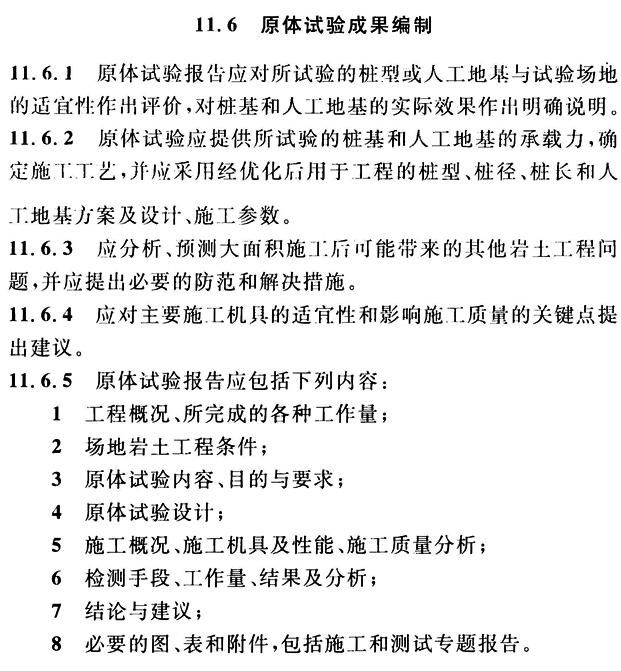 11.6 原体试验成果编制
11.6.1 原体试验报告应对所试验的桩型或人工地基与试验场地
的适宜性作出评价,对桩基和人工地基的实际效果作出明确说明。
11.6.2 原体试验应提供所试验的桩基和人工地基的承载力,确
定施工工艺,并应采用经优化后用于工程的桩型、桩径、桩长和人
工地基方案及设计、施工参数。
11.6.3 应分析、预测大面积施工后可能带来的其他岩土工程问
题,并应提出必要的防范和解决措施。
11.6.4 应对主要施工机具的适宜性和影响施工质量的关键点提
出建议。
11.6.5 原体试验报告应包括下列内容:
1 工程概况、所完成的各种工作量;
2 场地岩土工程条件;
3 原体试验内容、目的与要求;
4 原体试验设计;
5 施工概况、施工机具及性能、施工质量分析;
6 检测手段、工作量、结果及分析;
7 结论与建议;
8 必要的图、表和附件,包括施工和测试专题报告。